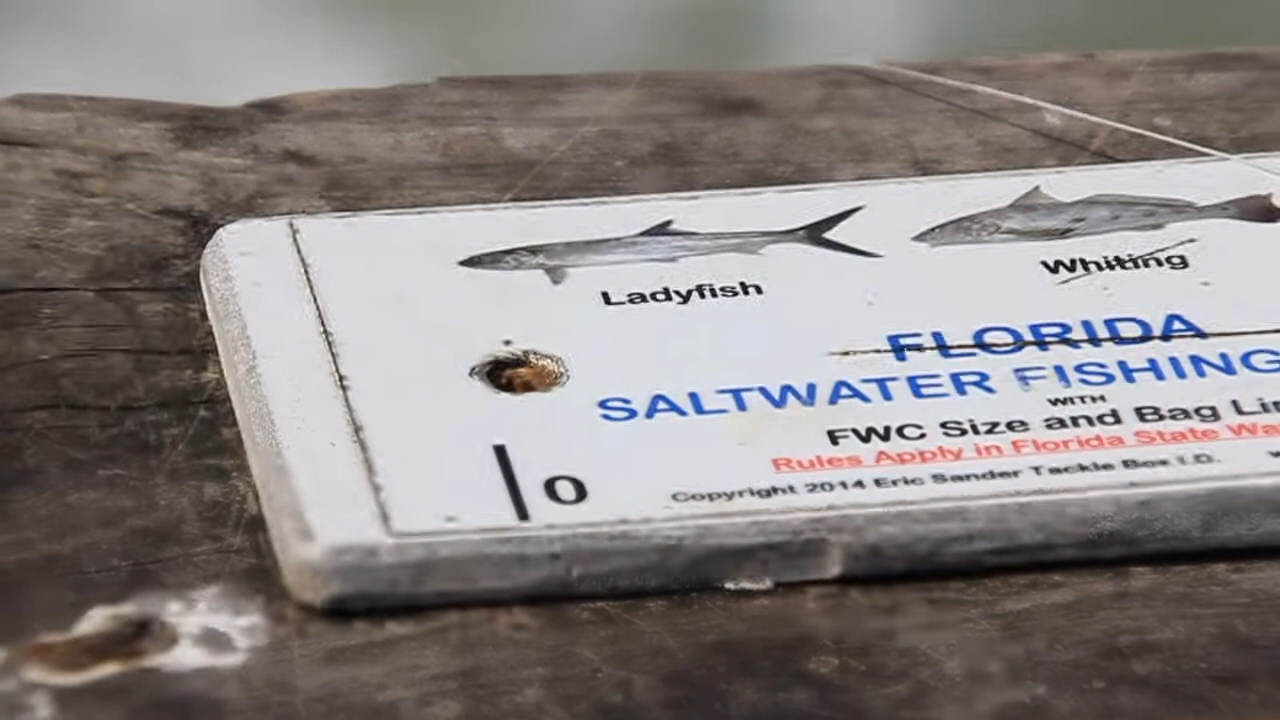 Ladyfish
Whiting
FLORIDA
SALTWATER FISHING
WITH
FWC Size and Bag
Rules Apply in Florida State
0
Copyright 2014 Eric Sander Tackle Box I.D.